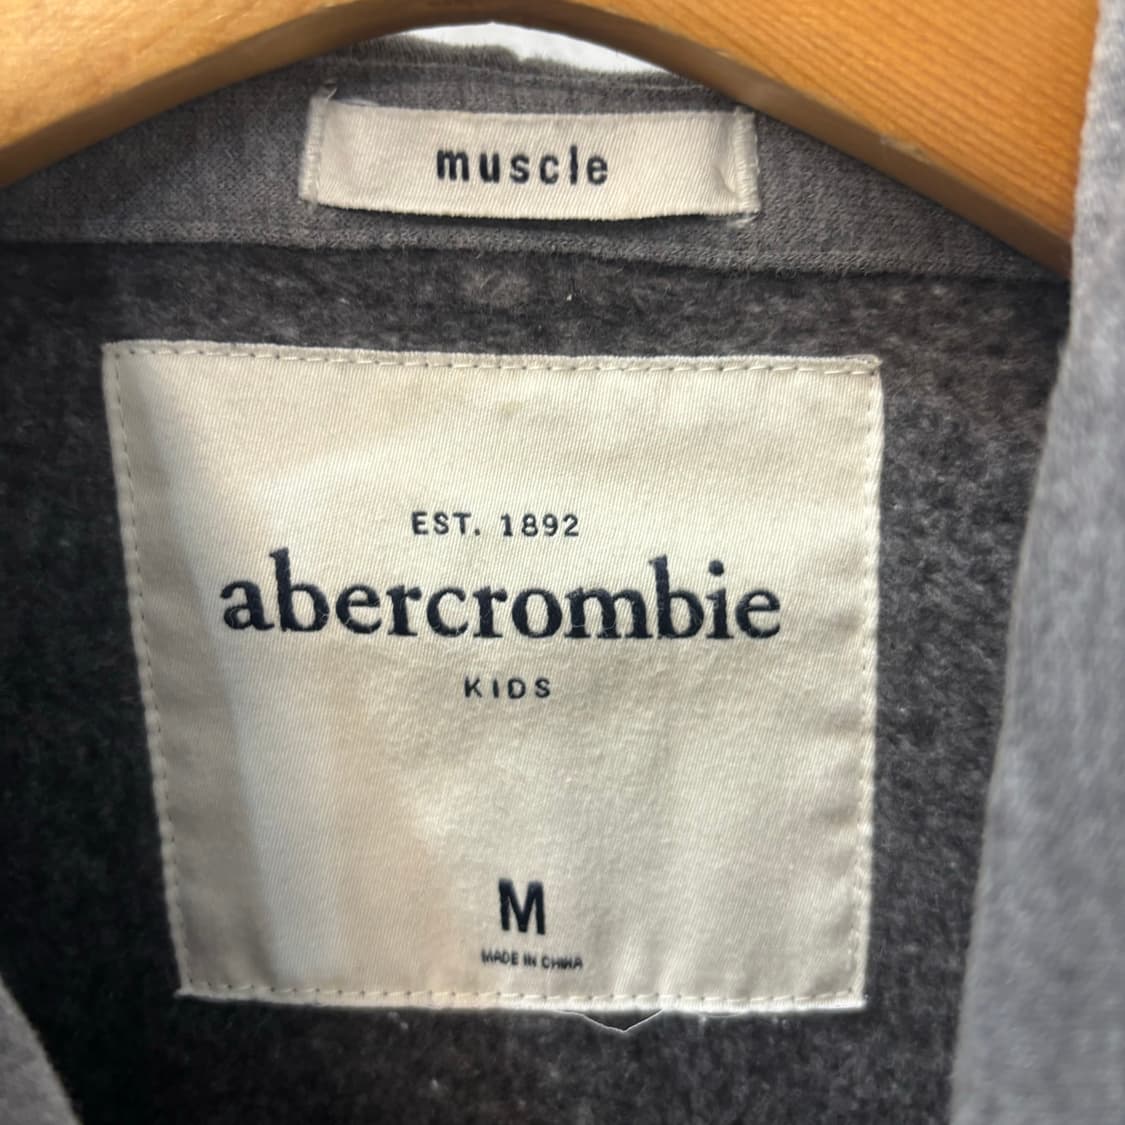 muscle
EST. 1892
abercrombie
KIDS
M
MADE IN CHINA